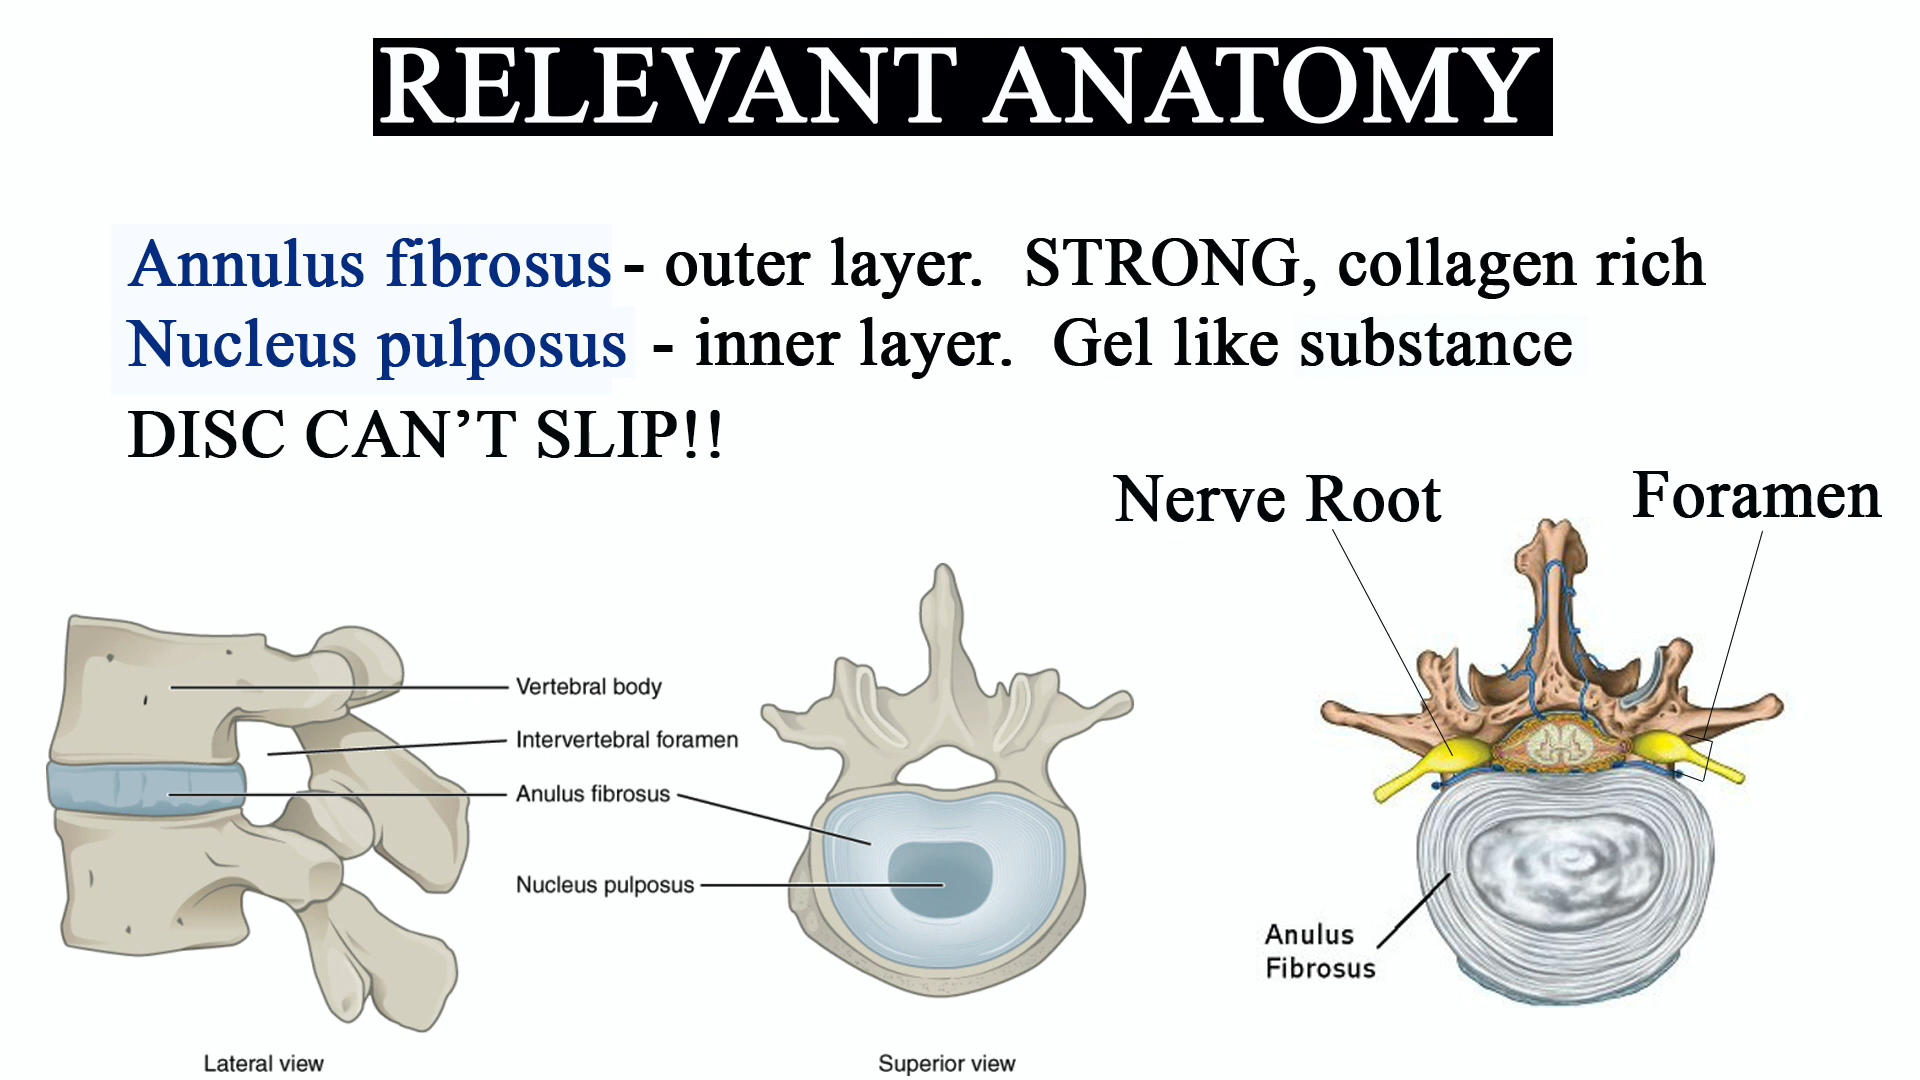 RELEVANT ANATOMY
Annulus fibrosus - outer layer. STRONG, collagen rich
Nucleus pulposus - inner layer. Gel like substance
DISC CAN’T SLIP!!
Nerve Root
Foramen
Vertebral body
Intervertebral foramen
Anulus fibrosus
Nucleus pulposus
Anulus
Fibrosus
Lateral view
Superior view